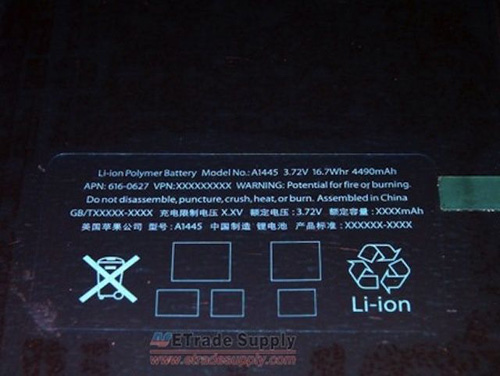 Li-ion Polymer Battery Model No.: A1445 3.72V 16.7Whr 4490mAh
APN: 616-0627 VPN:XXXXXXXXX WARNING: Potential for fire or burning.
Do not disassemble, puncture, crush, heat, or burn. Assembled in China.
GB/TXXXXX-XXXX 充电限制电压 X.XV 额定电压：3.72V 额定容量：XXXXmAh
美国苹果公司 型号：A1445 中国制造 锂电池 产品标准：XXXXXX-XXXX
Li-ion
ETrade Supply
www.etradesupply.com